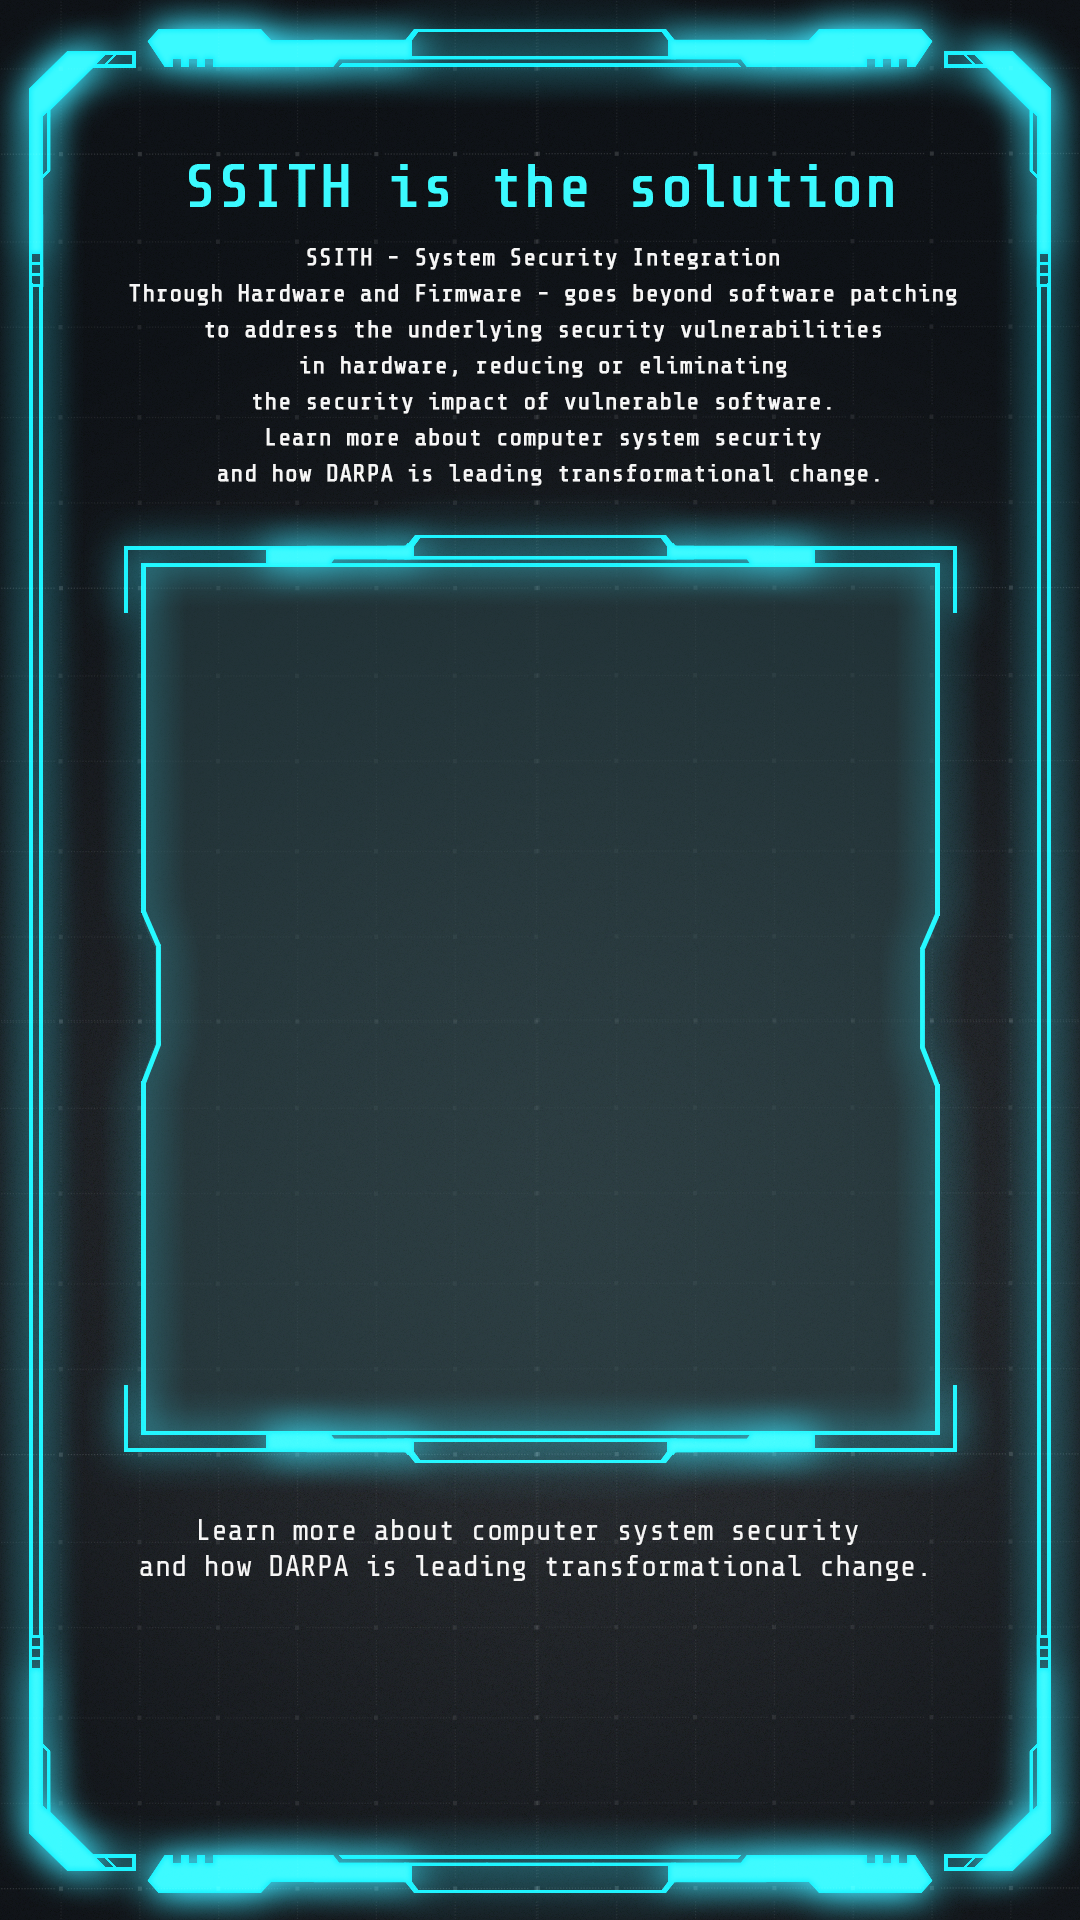 SSITH is the solution
SSITH - System Security Integration
Through Hardware and Firmware - goes beyond software patching
to address the underlying security vulnerabilities
in hardware, reducing or eliminating
the security impact of vulnerable software.
Learn more about computer system security
and how DARPA is leading transformational change.
Learn more about computer system security
and how DARPA is leading transformational change.